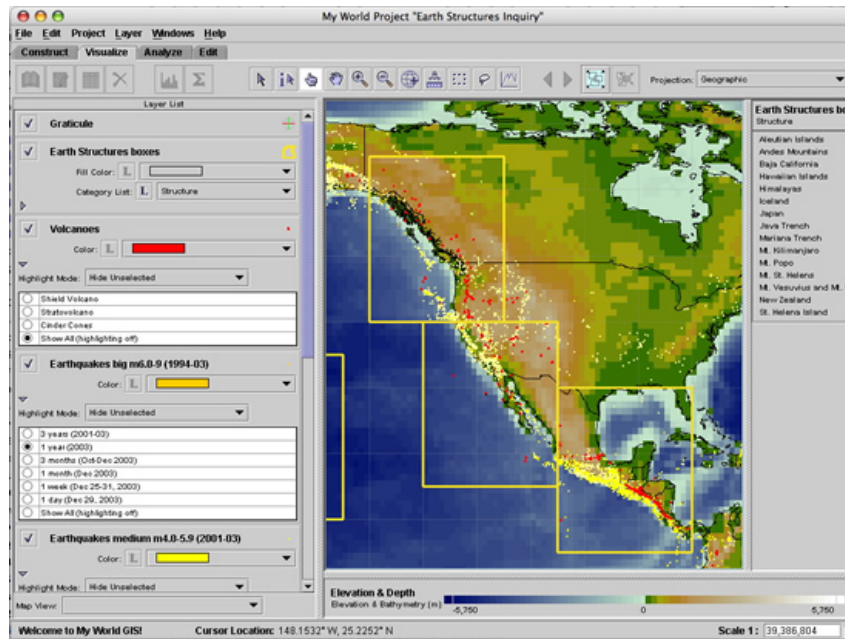 My World Project "Earth Structures Inquiry"
File Edit Project Layer Windows Help
Construct Visualize Analyze Edit
Projection: Geographic
Layer List
Graticule
Earth Structures boxes
Fill Color: L
Category List: L Structure
Volcanoes
Color: L
Highlight Mode: Hide Unselected
Shield Volcano
Stratovolcano
Cinder Cones
Show All (highlighting off)
Earthquakes big m6.0-9 (1994-03)
Color: L
Highlight Mode: Hide Unselected
3 years (2001-03)
1 year (2003)
3 months (Oct-Dec 2003)
1 month (Dec 2003)
1 week (Dec 25-31, 2003)
1 day (Dec 29, 2003)
Show All (highlighting off)
Earthquakes medium m4.0-5.9 (2001-03)
Color: L
Highlight Mode: Hide Unselected
Map View:
Earth Structures bo
Structure
Aleutian Islands
Andes Mountains
Baja California
Hawaiian Islands
Himalayas
Iceland
Japan
Java Trench
Mariana Trench
Mt. Kilimanjaro
Mt. Popo
Mt. St. Helens
Mt. Vesuvius and Mt.
New Zealand
St. Helens Island
Elevation & Depth
Elevation & Bathymetry (m) -5,750 0 5,750
Welcome to My World GIS! Cursor Location: 148.1532° W, 25.2252° N Scale 1: 39,386,804